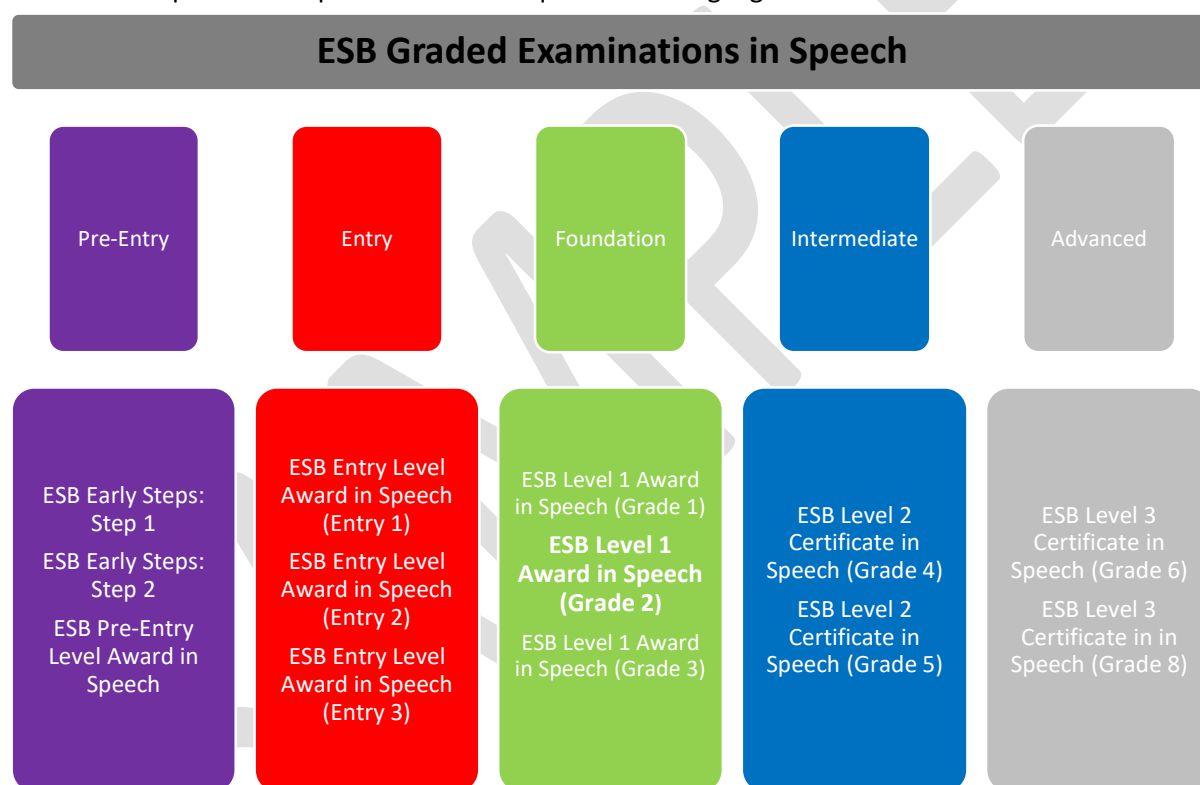 ESB Graded Examinations in Speech
Pre-Entry
Entry
Foundation
Intermediate
Advanced
ESB Early Steps:
Step 1
ESB Early Steps:
Step 2
ESB Pre-Entry
Level Award in
Speech
ESB Entry Level
Award in Speech
(Entry 1)
ESB Entry Level
Award in Speech
(Entry 2)
ESB Entry Level
Award in Speech
(Entry 3)
ESB Level 1 Award
in Speech (Grade 1)
ESB Level 1
Award in Speech
(Grade 2)
ESB Level 1 Award
in Speech (Grade 3)
ESB Level 2
Certificate in
Speech (Grade 4)
ESB Level 2
Certificate in
Speech (Grade 5)
ESB Level 3
Certificate in
Speech (Grade 6)
ESB Level 3
Certificate in in
Speech (Grade 8)